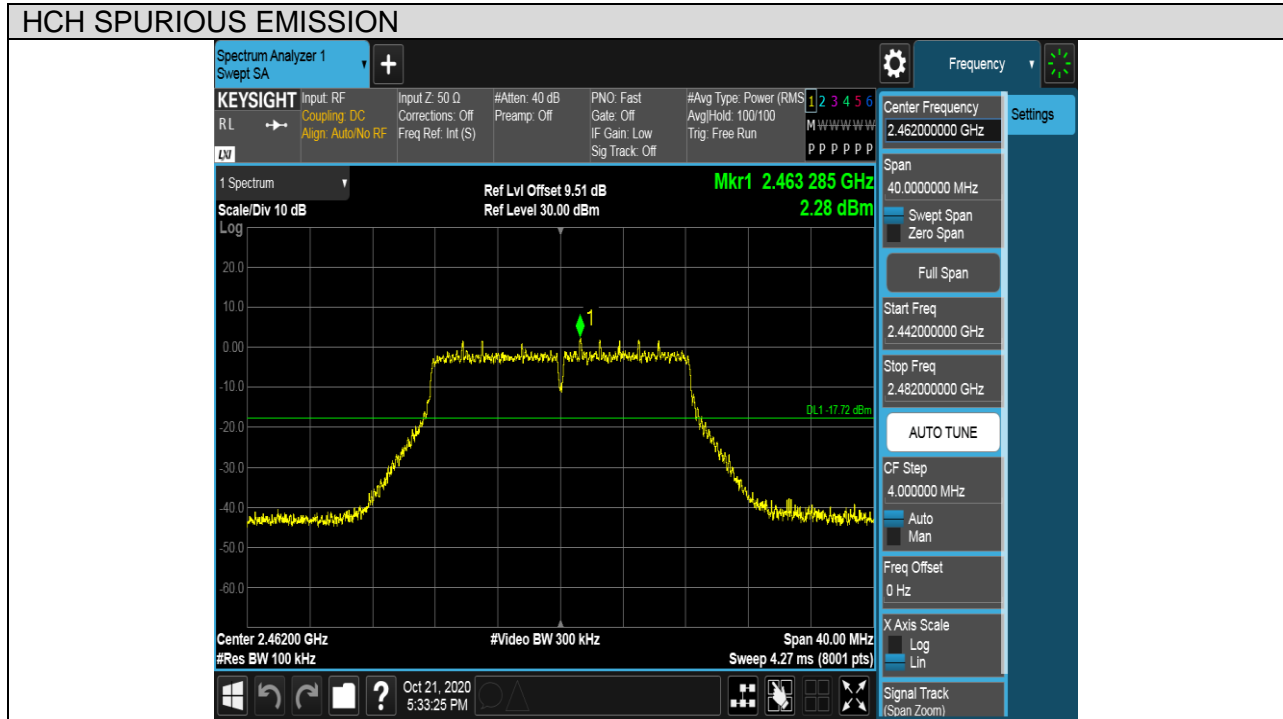 HCH SPURIOUS EMISSION
Spectrum Analyzer 1
Swept SA
Frequency
KEYSIGHT
RL
LXI
Input: RF
Coupling: DC
Align: Auto/No RF
Input Z: 50 Ω
Corrections: Off
Freq Ref: Int (S)
#Atten: 40 dB
Preamp: Off
PNO: Fast
Gate: Off
IF Gain: Low
Sig Track: Off
#Avg Type: Power (RMS
Avg|Hold: 100/100
Trig: Free Run
1 2 3 4 5 6
M W W W W W
P P P P P P
1 Spectrum
Scale/Div 10 dB
Ref Lvl Offset 9.51 dB
Ref Level 30.00 dBm
Mkr1 2.463 285 GHz
2.28 dBm
Log
20.0
10.0
0.00
-10.0
-20.0
-30.0
-40.0
-50.0
-60.0
1
DL1 -17.72 dBm
Center 2.46200 GHz
#Res BW 100 kHz
#Video BW 300 kHz
Span 40.00 MHz
Sweep 4.27 ms (8001 pts)
Center Frequency
2.462000000 GHz
Settings
Span
40.0000000 MHz
Swept Span
Zero Span
Full Span
Start Freq
2.442000000 GHz
Stop Freq
2.482000000 GHz
AUTO TUNE
CF Step
4.000000 MHz
Auto
Man
Freq Offset
0 Hz
X Axis Scale
Log
Lin
Signal Track
(Span Zoom)
?
Oct 21, 2020
5:33:25 PM